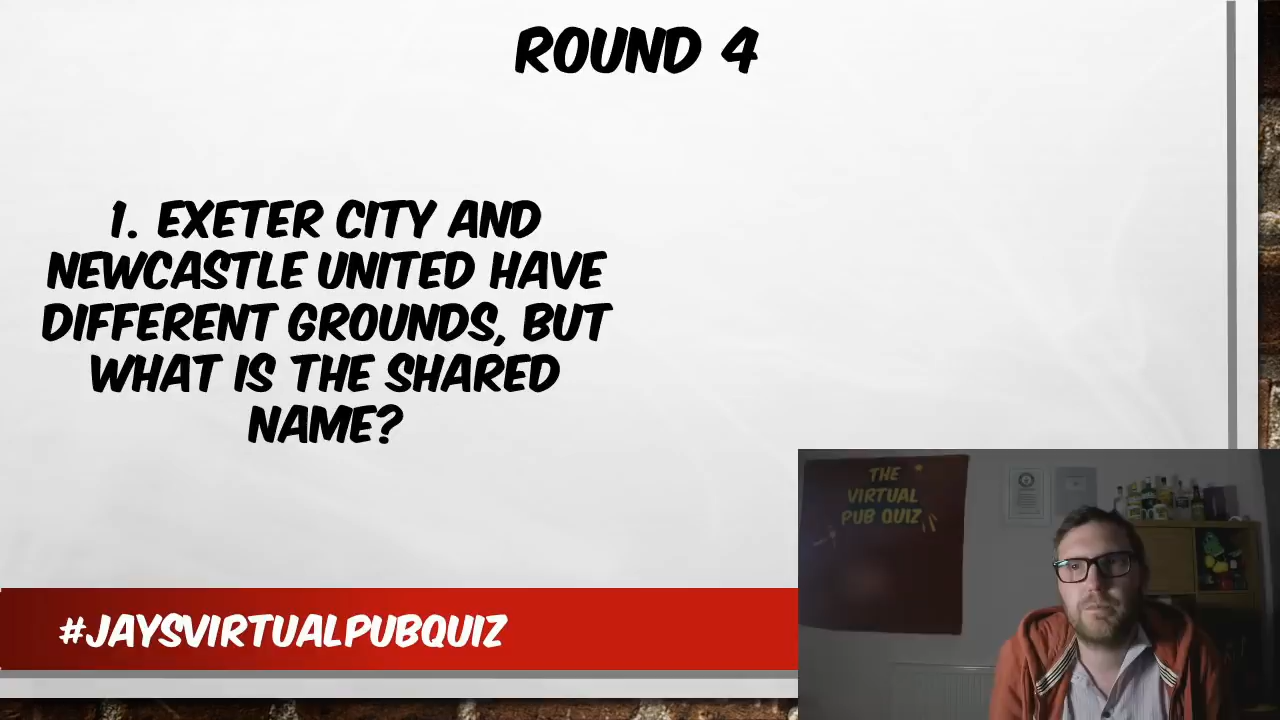 ROUND 4
1. EXETER CITY AND
NEWCASTLE UNITED HAVE
DIFFERENT GROUNDS, BUT
WHAT IS THE SHARED
NAME?
THE
VIRTUAL
PUB QUIZ
#JAYSVIRTUALPUBQUIZ